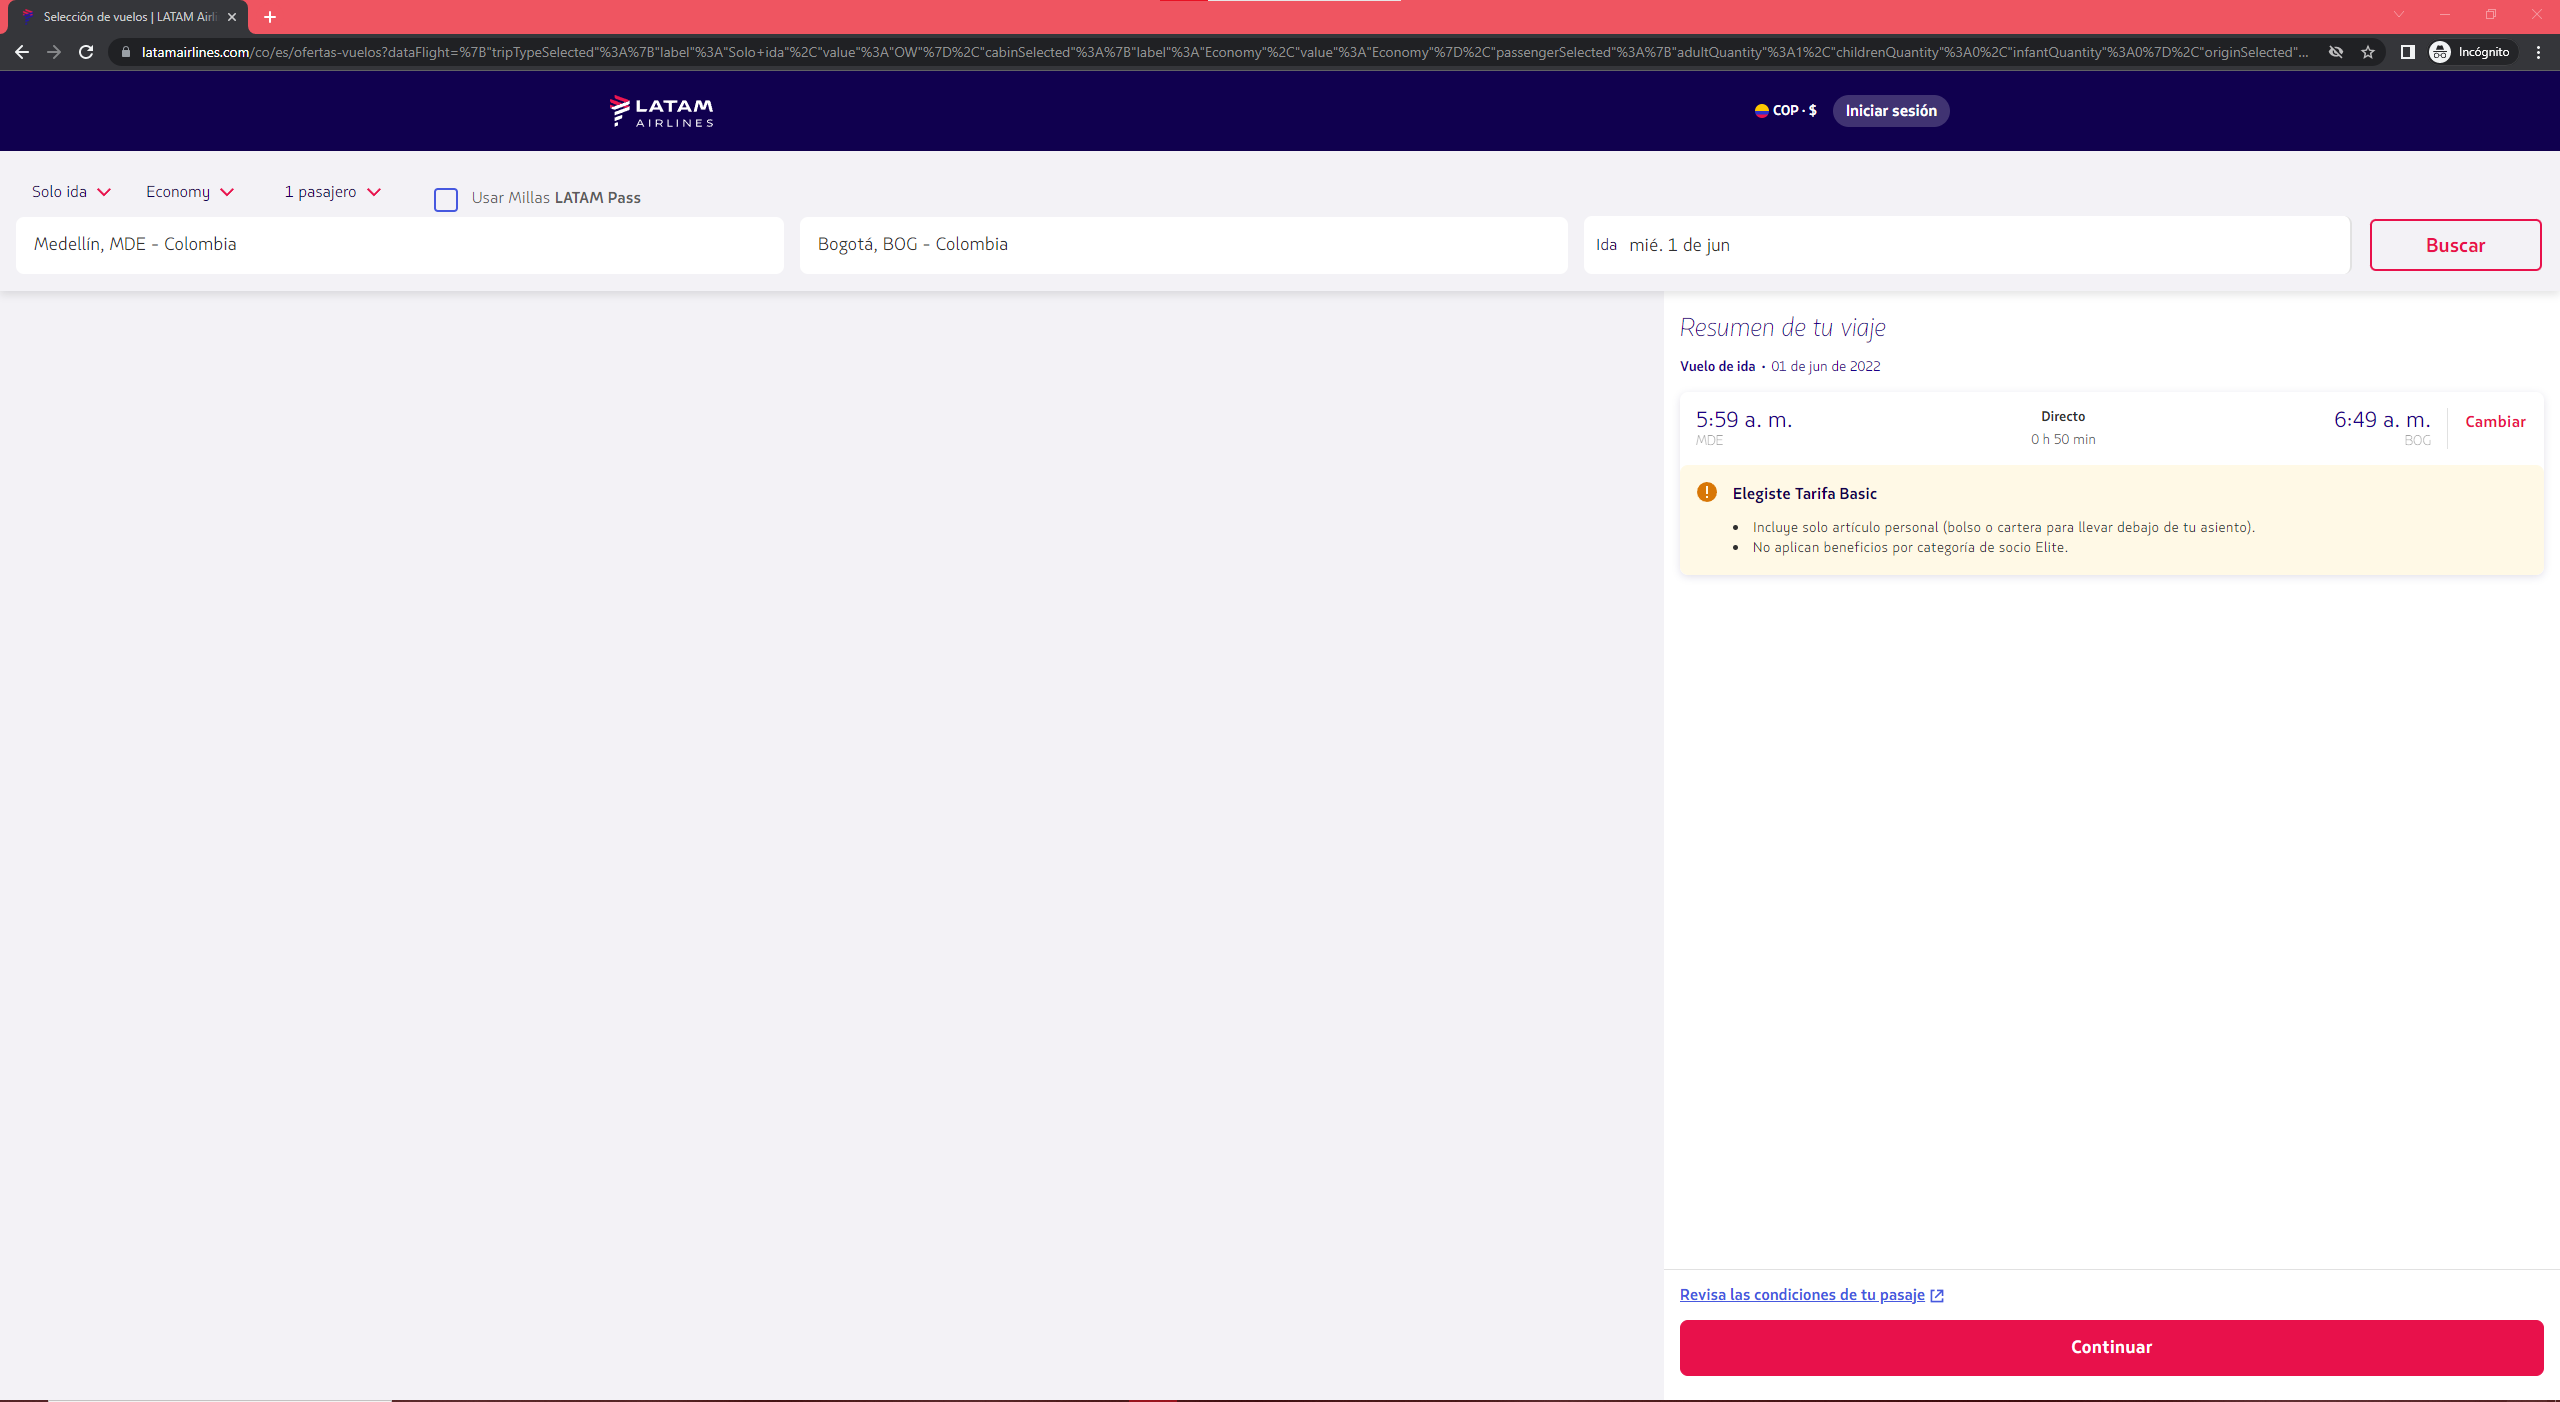 Selección de vuelos | LATAM Airli
latamairlines.com/co/es/ofertas-vuelos?dataFlight=%7B"tripTypeSelected"%3A%7B"label"%3A"Solo+ida"%2C"value"%3A"OW"%7D%2C"cabinSelected"%3A%7B"label"%3A"Economy"%2C"value"%3A"Economy"%7D%2C"passengerSelected"%3A%7B"adultQuantity"%3A1%2C"childrenQuantity"%3A0%2C"infantQuantity"%3A0%7D%2C"originSelected"...
Incógnito
LATAM
AIRLINES
COP · $
Iniciar sesión
Solo ida
Economy
1 pasajero
Usar Millas LATAM Pass
Medellín, MDE - Colombia
Bogotá, BOG - Colombia
Ida mié. 1 de jun
Buscar
Resumen de tu viaje
Vuelo de ida • 01 de jun de 2022
5:59 a. m.
MDE
Directo
0 h 50 min
6:49 a. m.
BOG
Cambiar
Elegiste Tarifa Basic
• Incluye solo artículo personal (bolso o cartera para llevar debajo de tu asiento).
• No aplican beneficios por categoría de socio Elite.
Revisa las condiciones de tu pasaje
Continuar